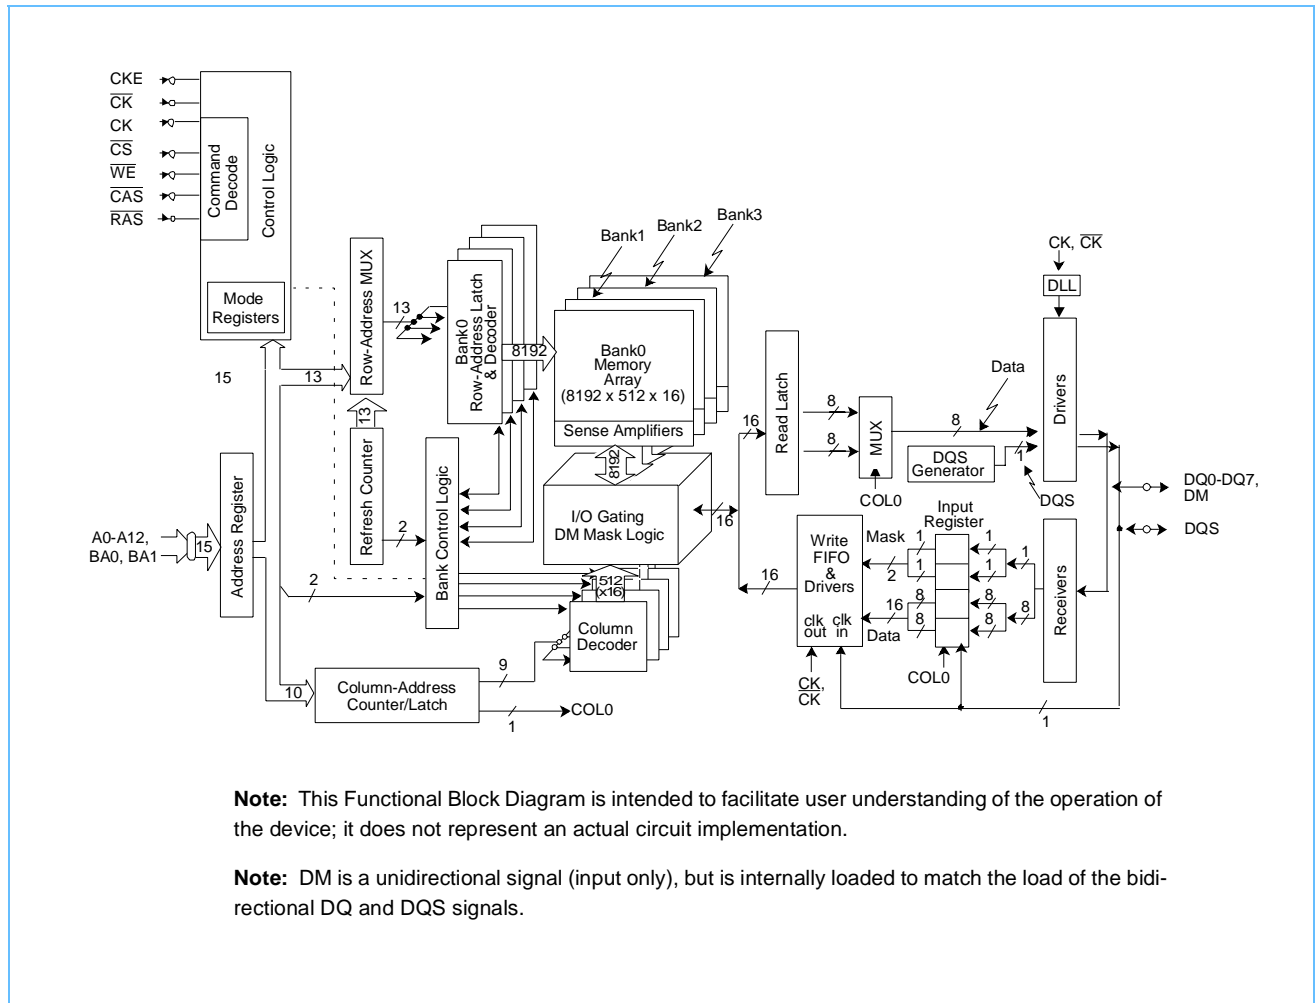 CKE
CK
CK
CS
WE
CAS
RAS
Command
Decode
Control Logic
Mode
Registers
15
13
Row-Address MUX
13
Refresh Counter
13
Bank0
Row-Address Latch
& Decoder
8192
Bank1
Bank2
Bank3
Bank0
Memory
Array
(8192 x 512 x 16)
Sense Amplifiers
8192
I/O Gating
DM Mask Logic
16
512
(x16)
Column
Decoder
Bank Control Logic
2
2
A0-A12,
BA0, BA1
15
Address Register
10
Column-Address
Counter/Latch
9
1
COL0
16
Read Latch
8
8
MUX
COL0
Data
8
DQS
Generator
1
DQS
CK, CK
DLL
Drivers
DQ0-DQ7,
DM
DQS
16
Write
FIFO
&
Drivers
clk
out
clk
in
CK,
CK
Mask
2
16
Data
1
1
8
8
Input
Register
COL0
1
1
8
8
1
8
Receivers
1
Note: This Functional Block Diagram is intended to facilitate user understanding of the operation of
the device; it does not represent an actual circuit implementation.
Note: DM is a unidirectional signal (input only), but is internally loaded to match the load of the bidi-
rectional DQ and DQS signals.